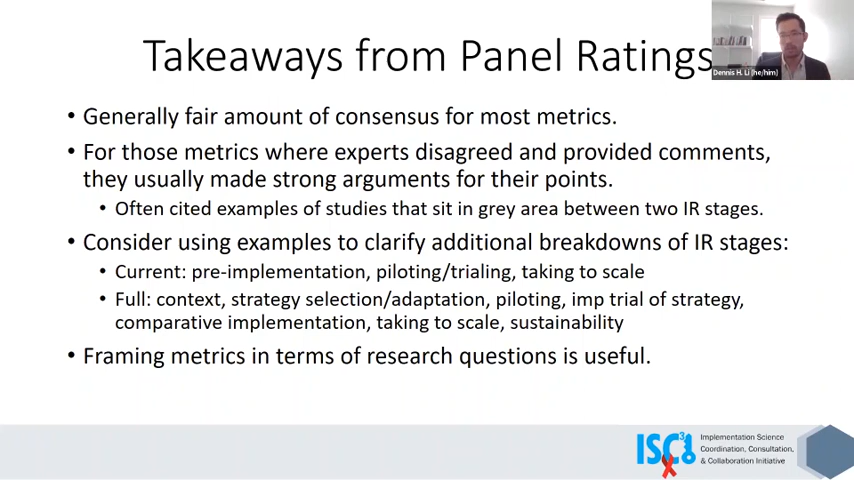 Takeaways from Panel Ratings
Dennis H. Li (he/him)
• Generally fair amount of consensus for most metrics.
• For those metrics where experts disagreed and provided comments,
they usually made strong arguments for their points.
• Often cited examples of studies that sit in grey area between two IR stages.
• Consider using examples to clarify additional breakdowns of IR stages:
• Current: pre-implementation, piloting/trialing, taking to scale
• Full: context, strategy selection/adaptation, piloting, imp trial of strategy,
comparative implementation, taking to scale, sustainability
• Framing metrics in terms of research questions is useful.
ISC3I
Implementation Science
Coordination, Consultation,
& Collaboration Initiative